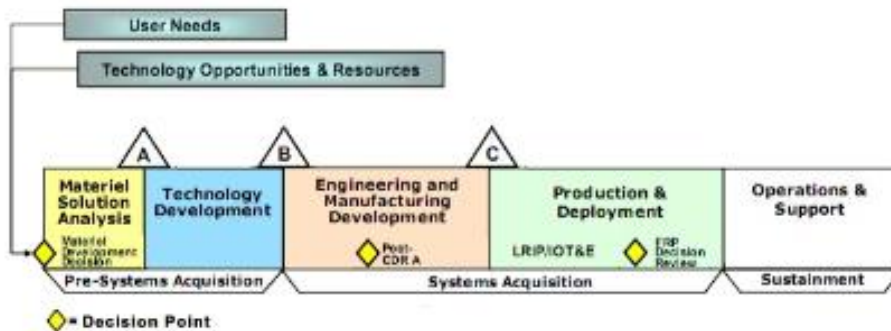 User Needs
Technology Opportunities & Resources
A
B
C
Materiel
Solution
Analysis
Technology
Development
Engineering and
Manufacturing
Development
Production &
Deployment
Operations &
Support
Materiel
Development
Decision
Post-
CDR A
LRIP/IOT&E
FRP
Decision
Review
Pre-Systems Acquisition
Systems Acquisition
Sustainment
= Decision Point